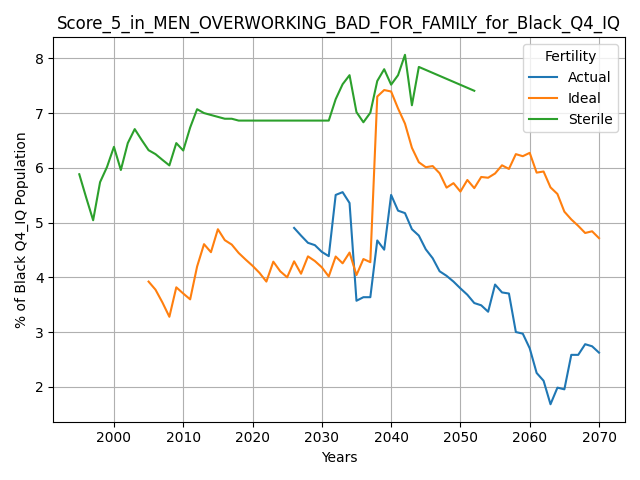 Score_5_in_MEN_OVERWORKING_BAD_FOR_FAMILY_for_Black_Q4_IQ
% of Black Q4_IQ Population
8
7
6
5
4
3
2
Fertility
Actual
Ideal
Sterile
2000 2010 2020 2030 2040 2050 2060 2070
Years